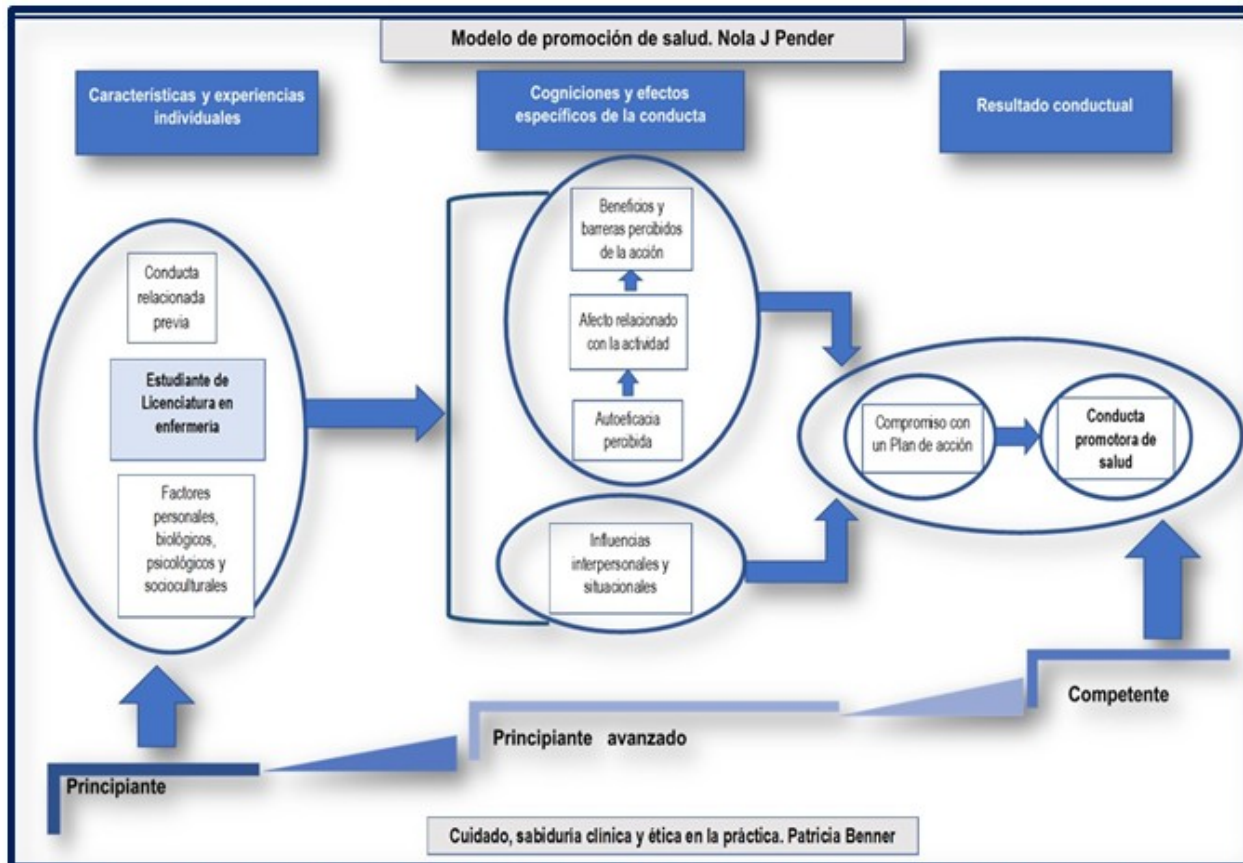 Modelo de promoción de salud. Nola J Pender
Características y experiencias
individuales
Cogniciones y efectos
específicos de la conducta
Resultado conductual
Conducta
relacionada
previa
Estudiante de
Licenciatura en
enfermería
Factores
personales,
biológicos,
psicológicos y
socioculturales
Beneficios y
barreras percibidos
de la acción
Afecto relacionado
con la actividad
Autoeficacia
percibida
Influencias
interpersonales y
situacionales
Compromiso con
un Plan de acción
Conducta
promotora de
salud
Principiante
Principiante avanzado
Competente
Cuidado, sabiduría clínica y ética en la práctica. Patricia Benner